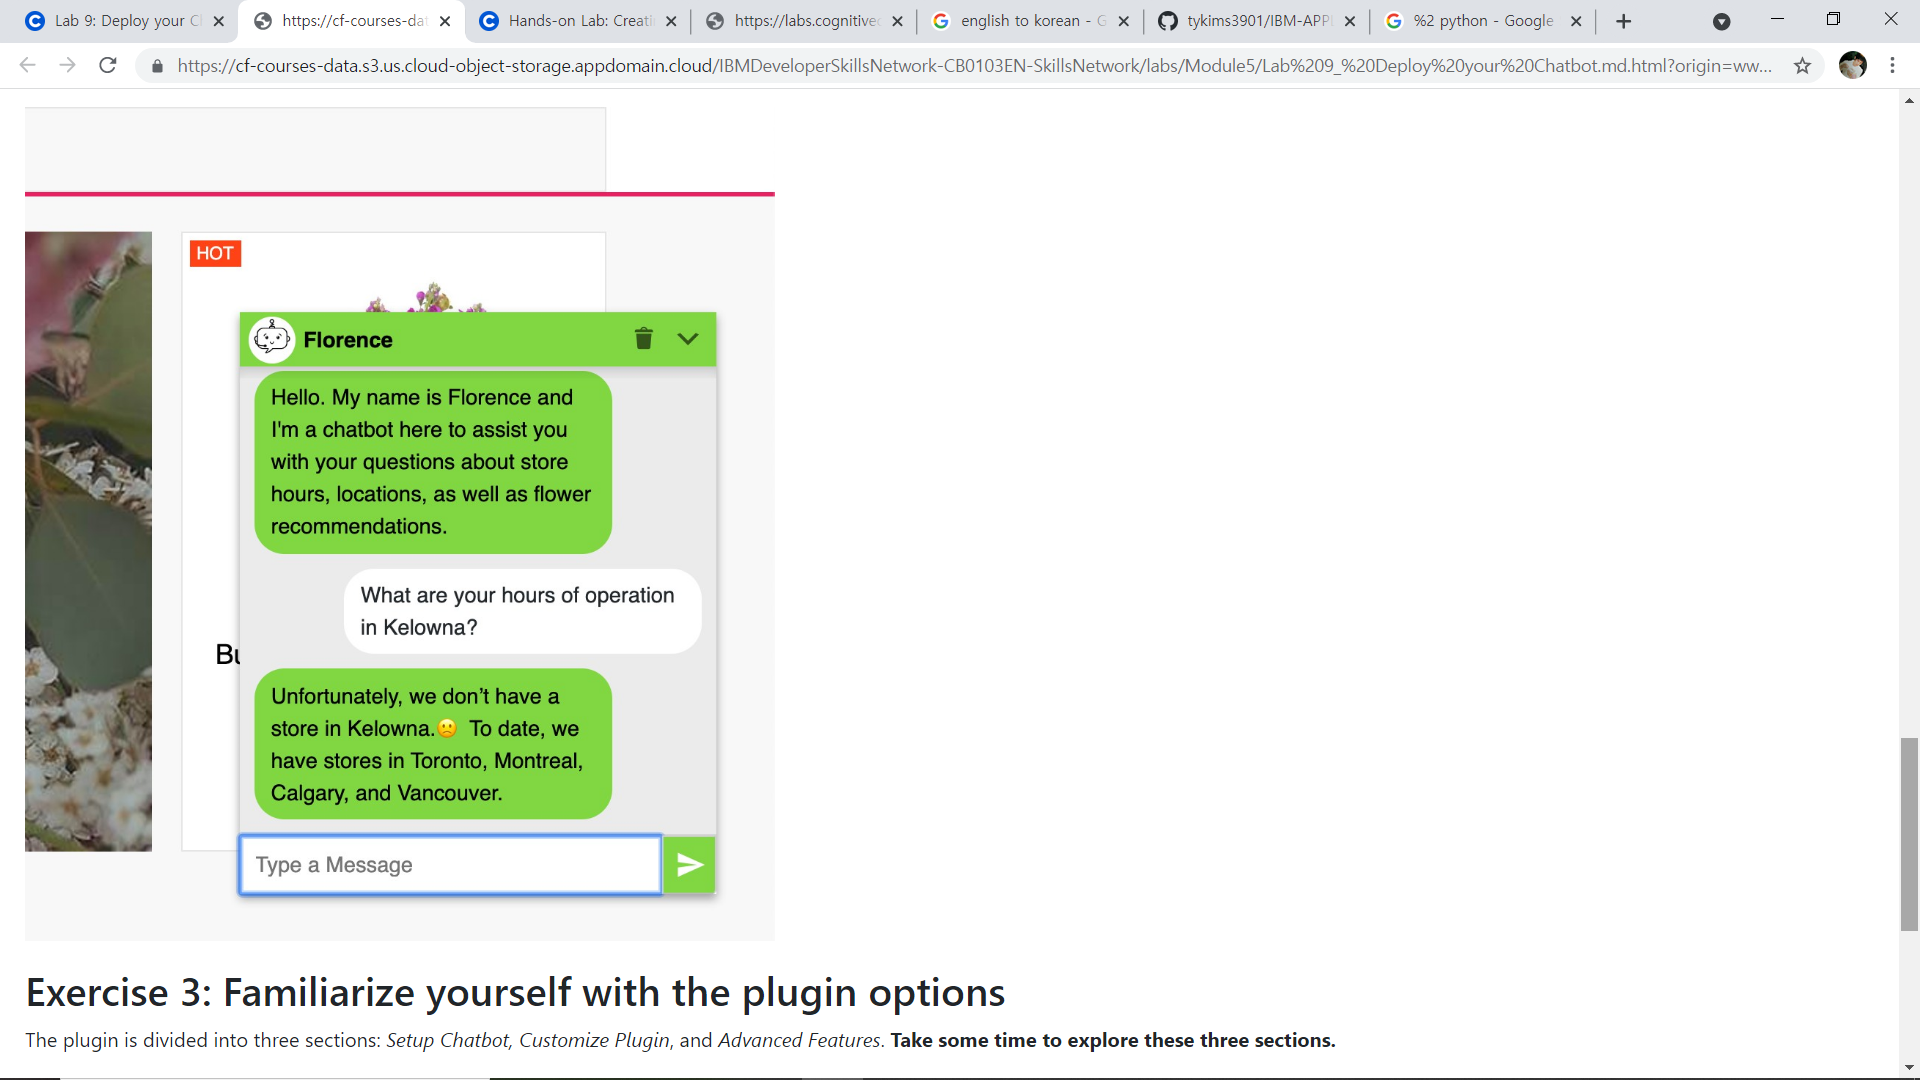 Lab 9: Deploy your C
https://cf-courses-dat
Hands-on Lab: Creati
https://labs.cognitivec
english to korean - G
tykims3901/IBM-APPI
%2 python - Google
https://cf-courses-data.s3.us.cloud-object-storage.appdomain.cloud/IBMDeveloperSkillsNetwork-CB0103EN-SkillsNetwork/labs/Module5/Lab%209_%20Deploy%20your%20Chatbot.md.html?origin=ww...
HOT
Florence
Hello. My name is Florence and
I'm a chatbot here to assist you
with your questions about store
hours, locations, as well as flower
recommendations.
What are your hours of operation
in Kelowna?
Bu
Unfortunately, we don’t have a
store in Kelowna.🙁 To date, we
have stores in Toronto, Montreal,
Calgary, and Vancouver.
Type a Message
Exercise 3: Familiarize yourself with the plugin options
The plugin is divided into three sections: Setup Chatbot, Customize Plugin, and Advanced Features. Take some time to explore these three sections.